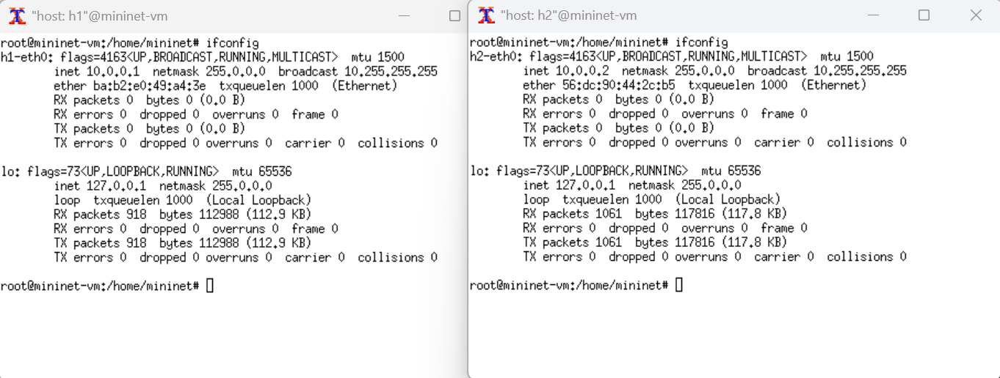 "host: h1"@mininet-vm
root@mininet-vm:/home/mininet# ifconfig
h1-eth0: flags=4163<UP,BROADCAST,RUNNING,MULTICAST>  mtu 1500
        inet 10.0.0.1  netmask 255.0.0.0  broadcast 10.255.255.255
        ether ba:b2:e0:49:a4:3e  txqueuelen 1000  (Ethernet)
        RX packets 0  bytes 0 (0.0 B)
        RX errors 0  dropped 0  overruns 0  frame 0
        TX packets 0  bytes 0 (0.0 B)
        TX errors 0  dropped 0 overruns 0  carrier 0  collisions 0

lo: flags=73<UP,LOOPBACK,RUNNING>  mtu 65536
        inet 127.0.0.1  netmask 255.0.0.0
        loop  txqueuelen 1000  (Local Loopback)
        RX packets 918  bytes 112988 (112.9 KB)
        RX errors 0  dropped 0  overruns 0  frame 0
        TX packets 918  bytes 112988 (112.9 KB)
        TX errors 0  dropped 0 overruns 0  carrier 0  collisions 0

root@mininet-vm:/home/mininet#
"host: h2"@mininet-vm
root@mininet-vm:/home/mininet# ifconfig
h2-eth0: flags=4163<UP,BROADCAST,RUNNING,MULTICAST>  mtu 1500
        inet 10.0.0.2  netmask 255.0.0.0  broadcast 10.255.255.255
        ether 56:dc:90:44:2c:b5  txqueuelen 1000  (Ethernet)
        RX packets 0  bytes 0 (0.0 B)
        RX errors 0  dropped 0  overruns 0  frame 0
        TX packets 0  bytes 0 (0.0 B)
        TX errors 0  dropped 0 overruns 0  carrier 0  collisions 0

lo: flags=73<UP,LOOPBACK,RUNNING>  mtu 65536
        inet 127.0.0.1  netmask 255.0.0.0
        loop  txqueuelen 1000  (Local Loopback)
        RX packets 1061  bytes 117816 (117.8 KB)
        RX errors 0  dropped 0  overruns 0  frame 0
        TX packets 1061  bytes 117816 (117.8 KB)
        TX errors 0  dropped 0 overruns 0  carrier 0  collisions 0

root@mininet-vm:/home/mininet#